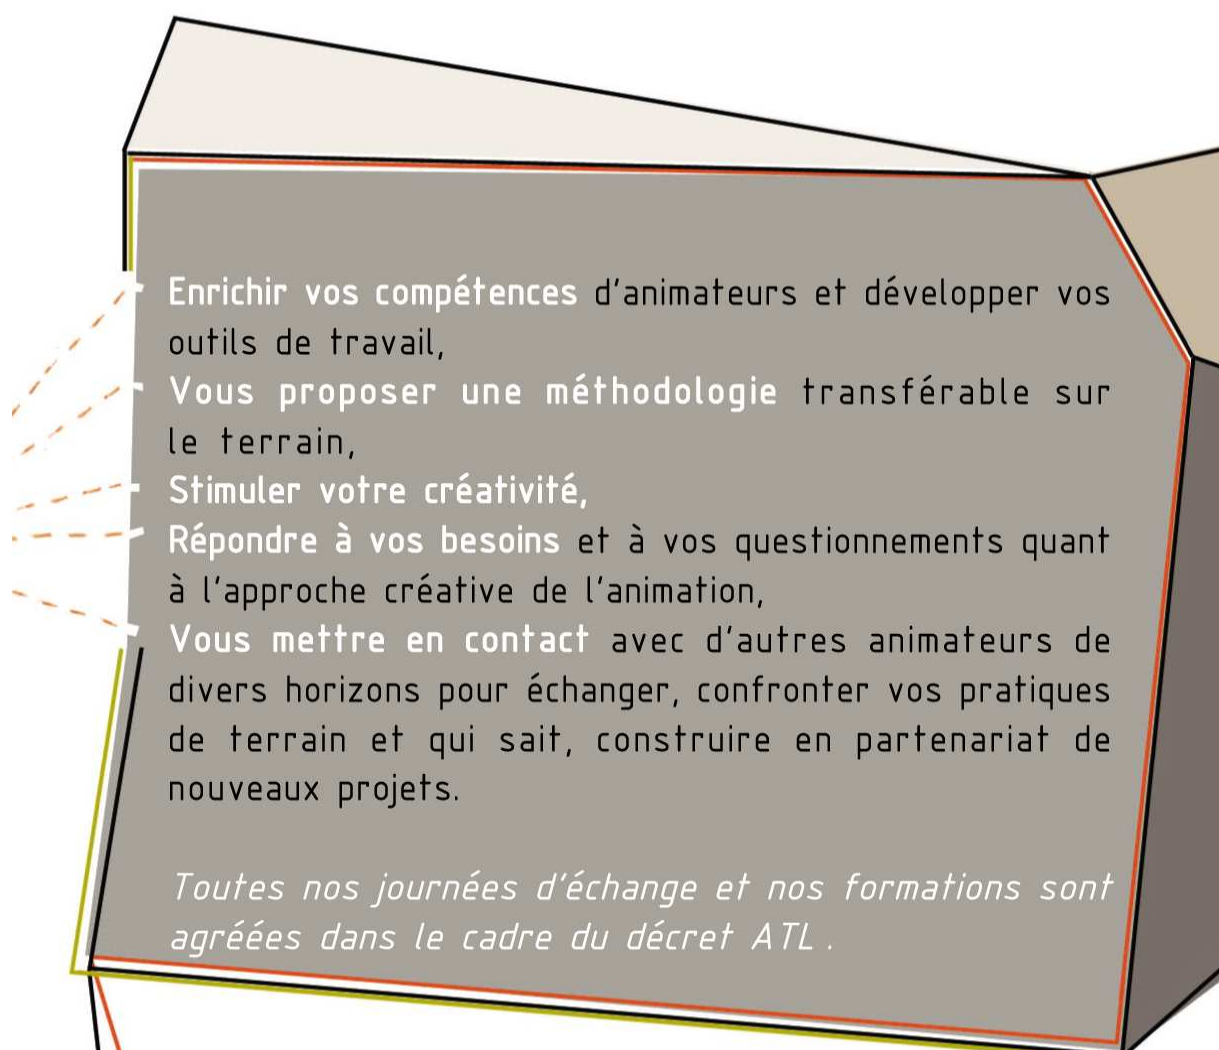 Enrichir vos compétences d'animateurs et développer vos
outils de travail,
Vous proposer une méthodologie transférable sur
le terrain,
Stimuler votre créativité,
Répondre à vos besoins et à vos questionnements quant
à l'approche créative de l'animation,
Vous mettre en contact avec d'autres animateurs de
divers horizons pour échanger, confronter vos pratiques
de terrain et qui sait, construire en partenariat de
nouveaux projets.
Toutes nos journées d'échange et nos formations sont
agréées dans le cadre du décret ATL .